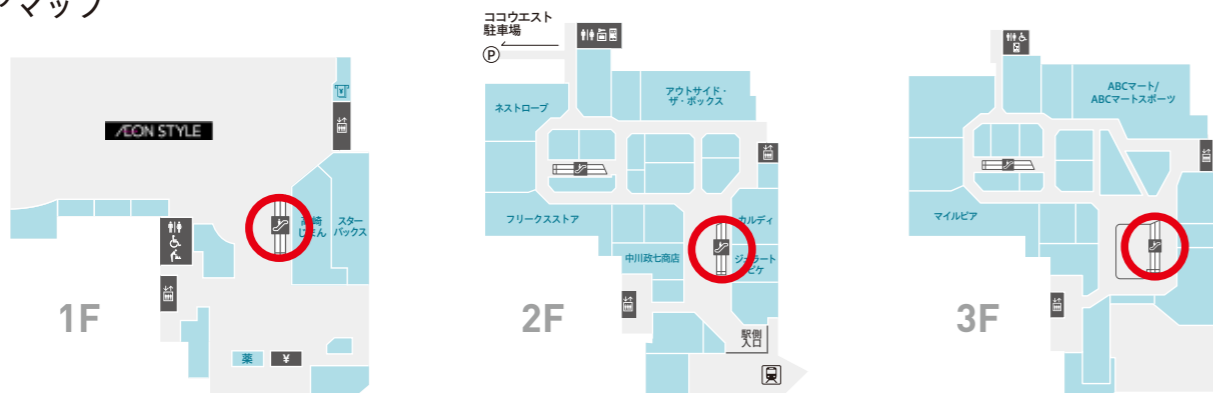 マップ
AEON STYLE
¥
高崎
じまん
スター
バックス
薬
¥
1F
ココウエスト
駐車場
P
ネストローブ
アウトサイド・
ザ・ボックス
フリークスストア
カルディ
中川政七商店
ジェラート
ピケ
駅側
入口
2F
ABCマート/
ABCマートスポーツ
マイルピア
3F